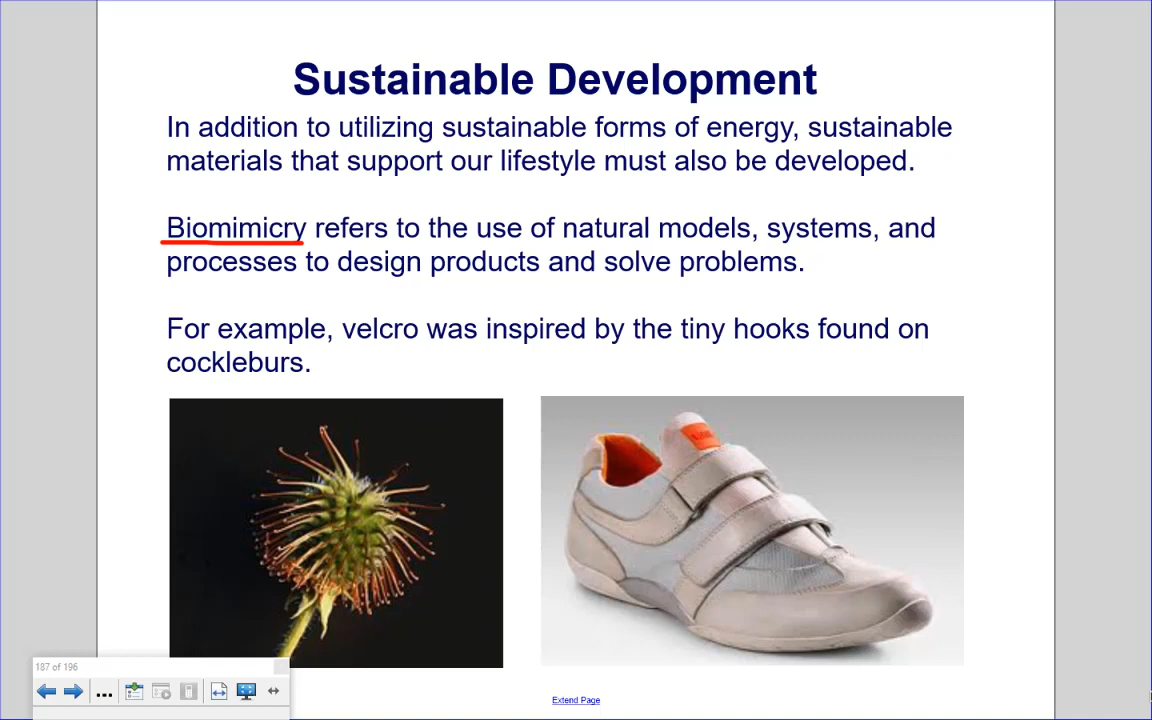 Sustainable Development
In addition to utilizing sustainable forms of energy, sustainable
materials that support our lifestyle must also be developed.
Biomimicry refers to the use of natural models, systems, and
processes to design products and solve problems.
For example, velcro was inspired by the tiny hooks found on
cockleburs.
187 of 196
Extend Page